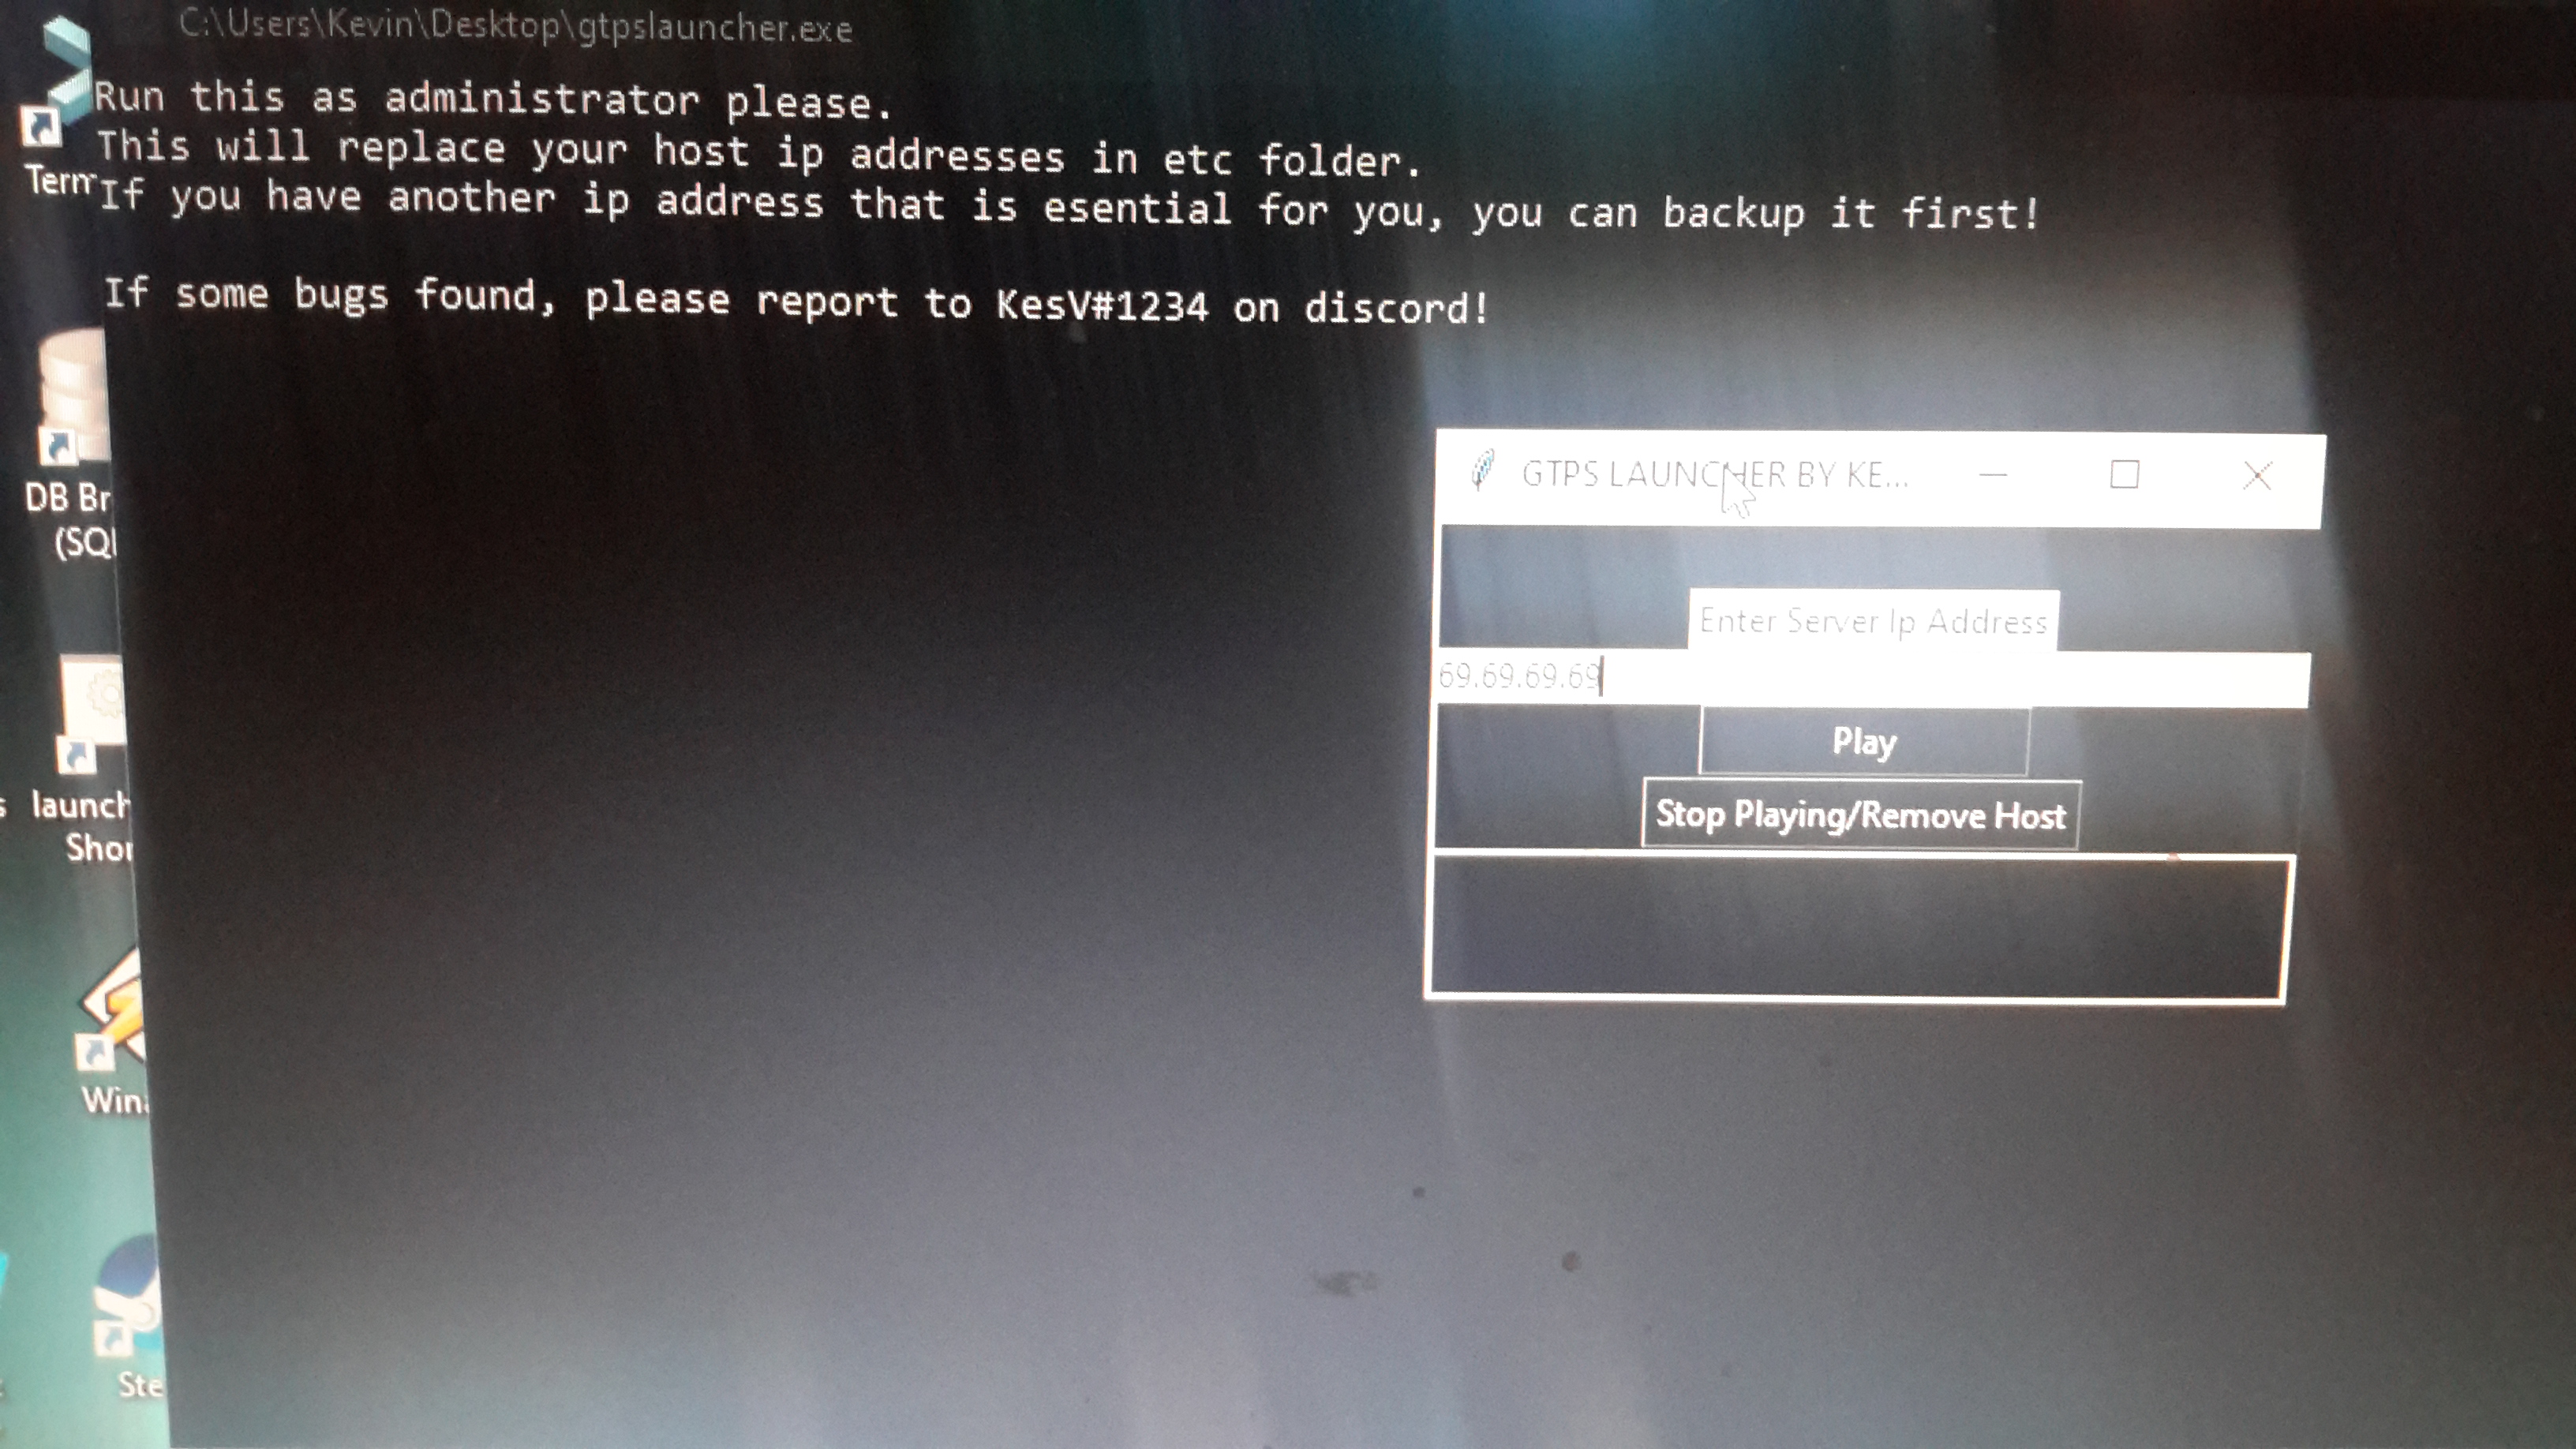 C:\Users\Kevin\Desktop\gtpslauncher.exe
Run this as administrator please.
This will replace your host ip addresses in etc folder.
If you have another ip address that is esential for you, you can backup it first!
If some bugs found, please report to KesV#1234 on discord!
GTPS LAUNCHER BY KE...
Enter Server Ip Address
69.69.69.69
Play
Stop Playing/Remove Host
Term
DB Br
(SQL
launch
Shor
Wina
Ste